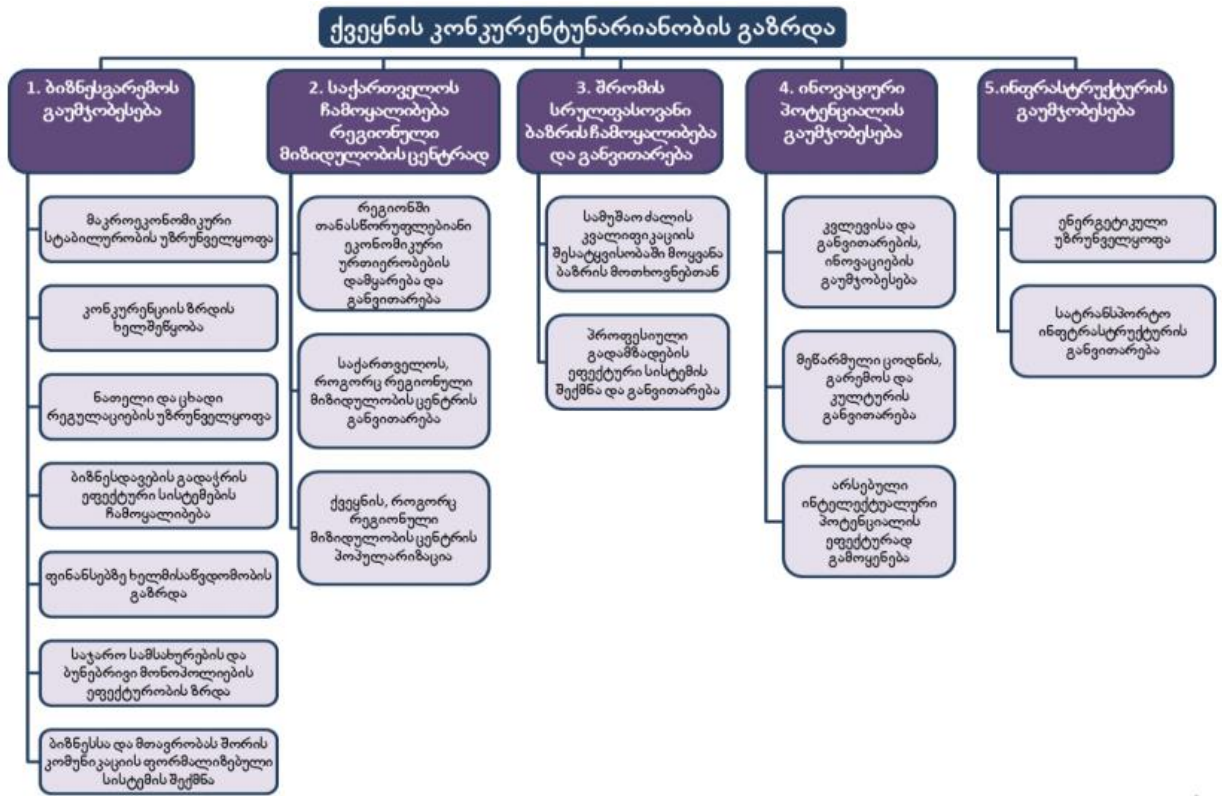 ქვეყნის კონკურენტუნარიანობის გაზრდა
1. ბიზნესგარემოს
გაუმჯობესება
მაკროეკონომიკური
სტაბილურობის უზრუნველყოფა
კონკურენციის ზრდის
ხელშეწყობა
ნათელი და ცხადი
რეგულაციების უზრუნველყოფა
ბიზნესდავების გადაჭრის
ეფექტური სისტემების
ჩამოყალიბება
ფინანსებზე ხელმისაწვდომობის
გაზრდა
საჯარო სამსახურების და
ბუნებრივი მონოპოლიების
ეფექტურობის ზრდა
ბიზნესსა და მთავრობას შორის
კომუნიკაციის ფორმალიზებული
სისტემის შექმნა
2. საქართველოს
ჩამოყალიბება
რეგიონული
მიზიდულობის ცენტრად
რეგიონში
თანასწორუფლებიანი
ეკონომიკური
ურთიერობების
დამყარება და
განვითარება
საქართველოს,
როგორც რეგიონული
მიზიდულობის ცენტრის
განვითარება
ქვეყნის, როგორც
რეგიონული
მიზიდულობის ცენტრის
პოპულარიზაცია
3. შრომის
სრულფასოვანი
ბაზრის ჩამოყალიბება
და განვითარება
სამუშაო ძალის
კვალიფიკაციის
შესატყვისობაში მოყვანა
ბაზრის მოთხოვნებთან
პროფესიული
გადამზადების
ეფექტური სისტემის
შექმნა და განვითარება
4. ინოვაციური
პოტენციალის
გაუმჯობესება
კვლევისა და
განვითარების,
ინოვაციების
გაუმჯობესება
მეწარმული ცოდნის,
გარემოს და
კულტურის
განვითარება
არსებული
ინტელექტუალური
პოტენციალის
ეფექტურად
გამოყენება
5.ინფრასტრუქტურის
გაუმჯობესება
ენერგეტიკული
უზრუნველყოფა
სატრანსპორტო
ინფტრასტრუქტურის
განვითარება